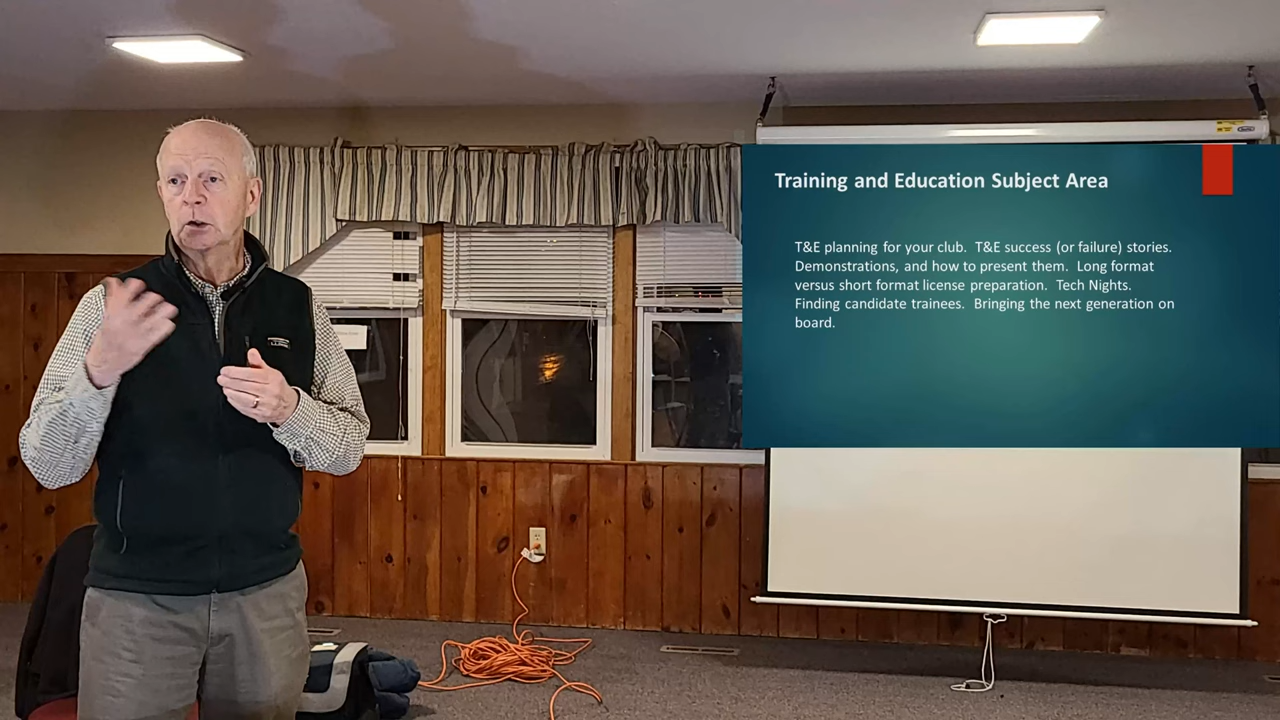 Training and Education Subject Area
T&E planning for your club. T&E success (or failure) stories.
Demonstrations, and how to present them. Long format
versus short format license preparation. Tech Nights.
Finding candidate trainees. Bringing the next generation on
board.